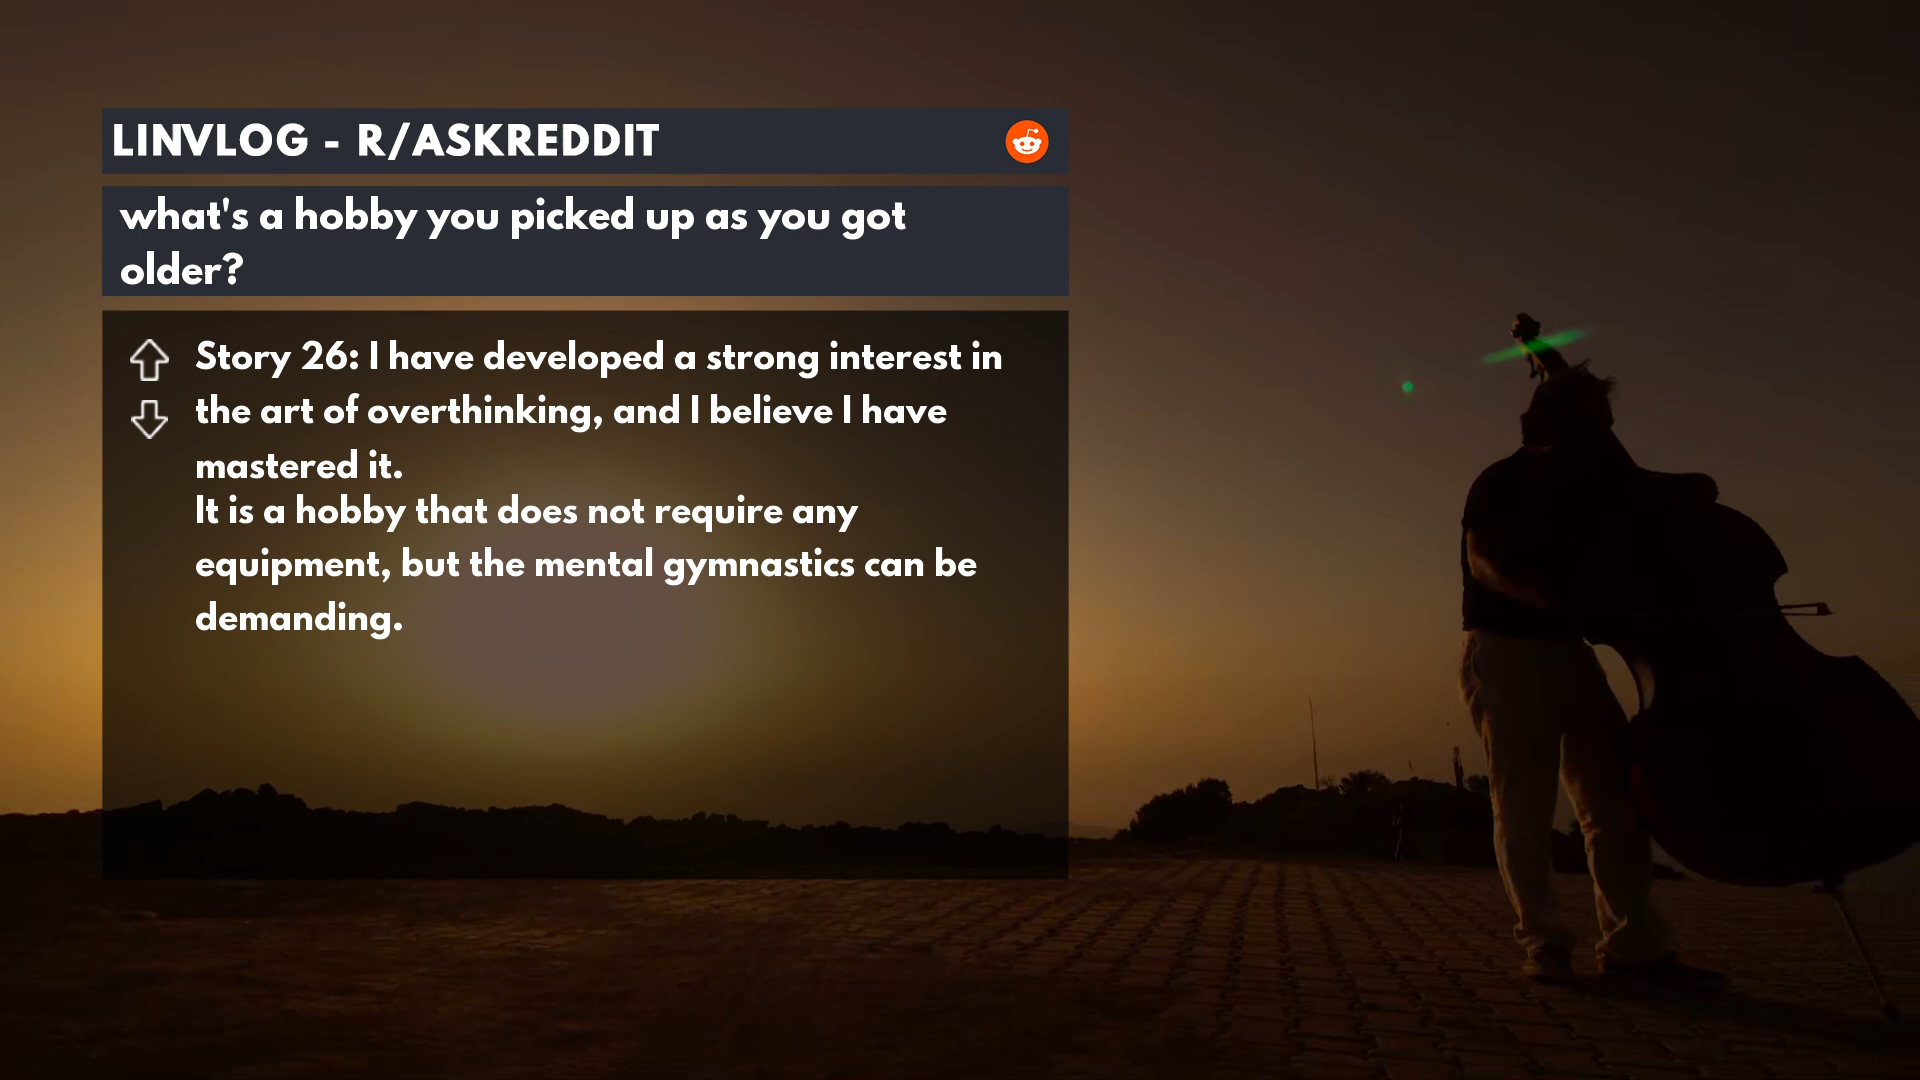 LINVLOG - R/ASKREDDIT
what's a hobby you picked up as you got
older?
Story 26: I have developed a strong interest in
the art of overthinking, and I believe I have
mastered it.
It is a hobby that does not require any
equipment, but the mental gymnastics can be
demanding.